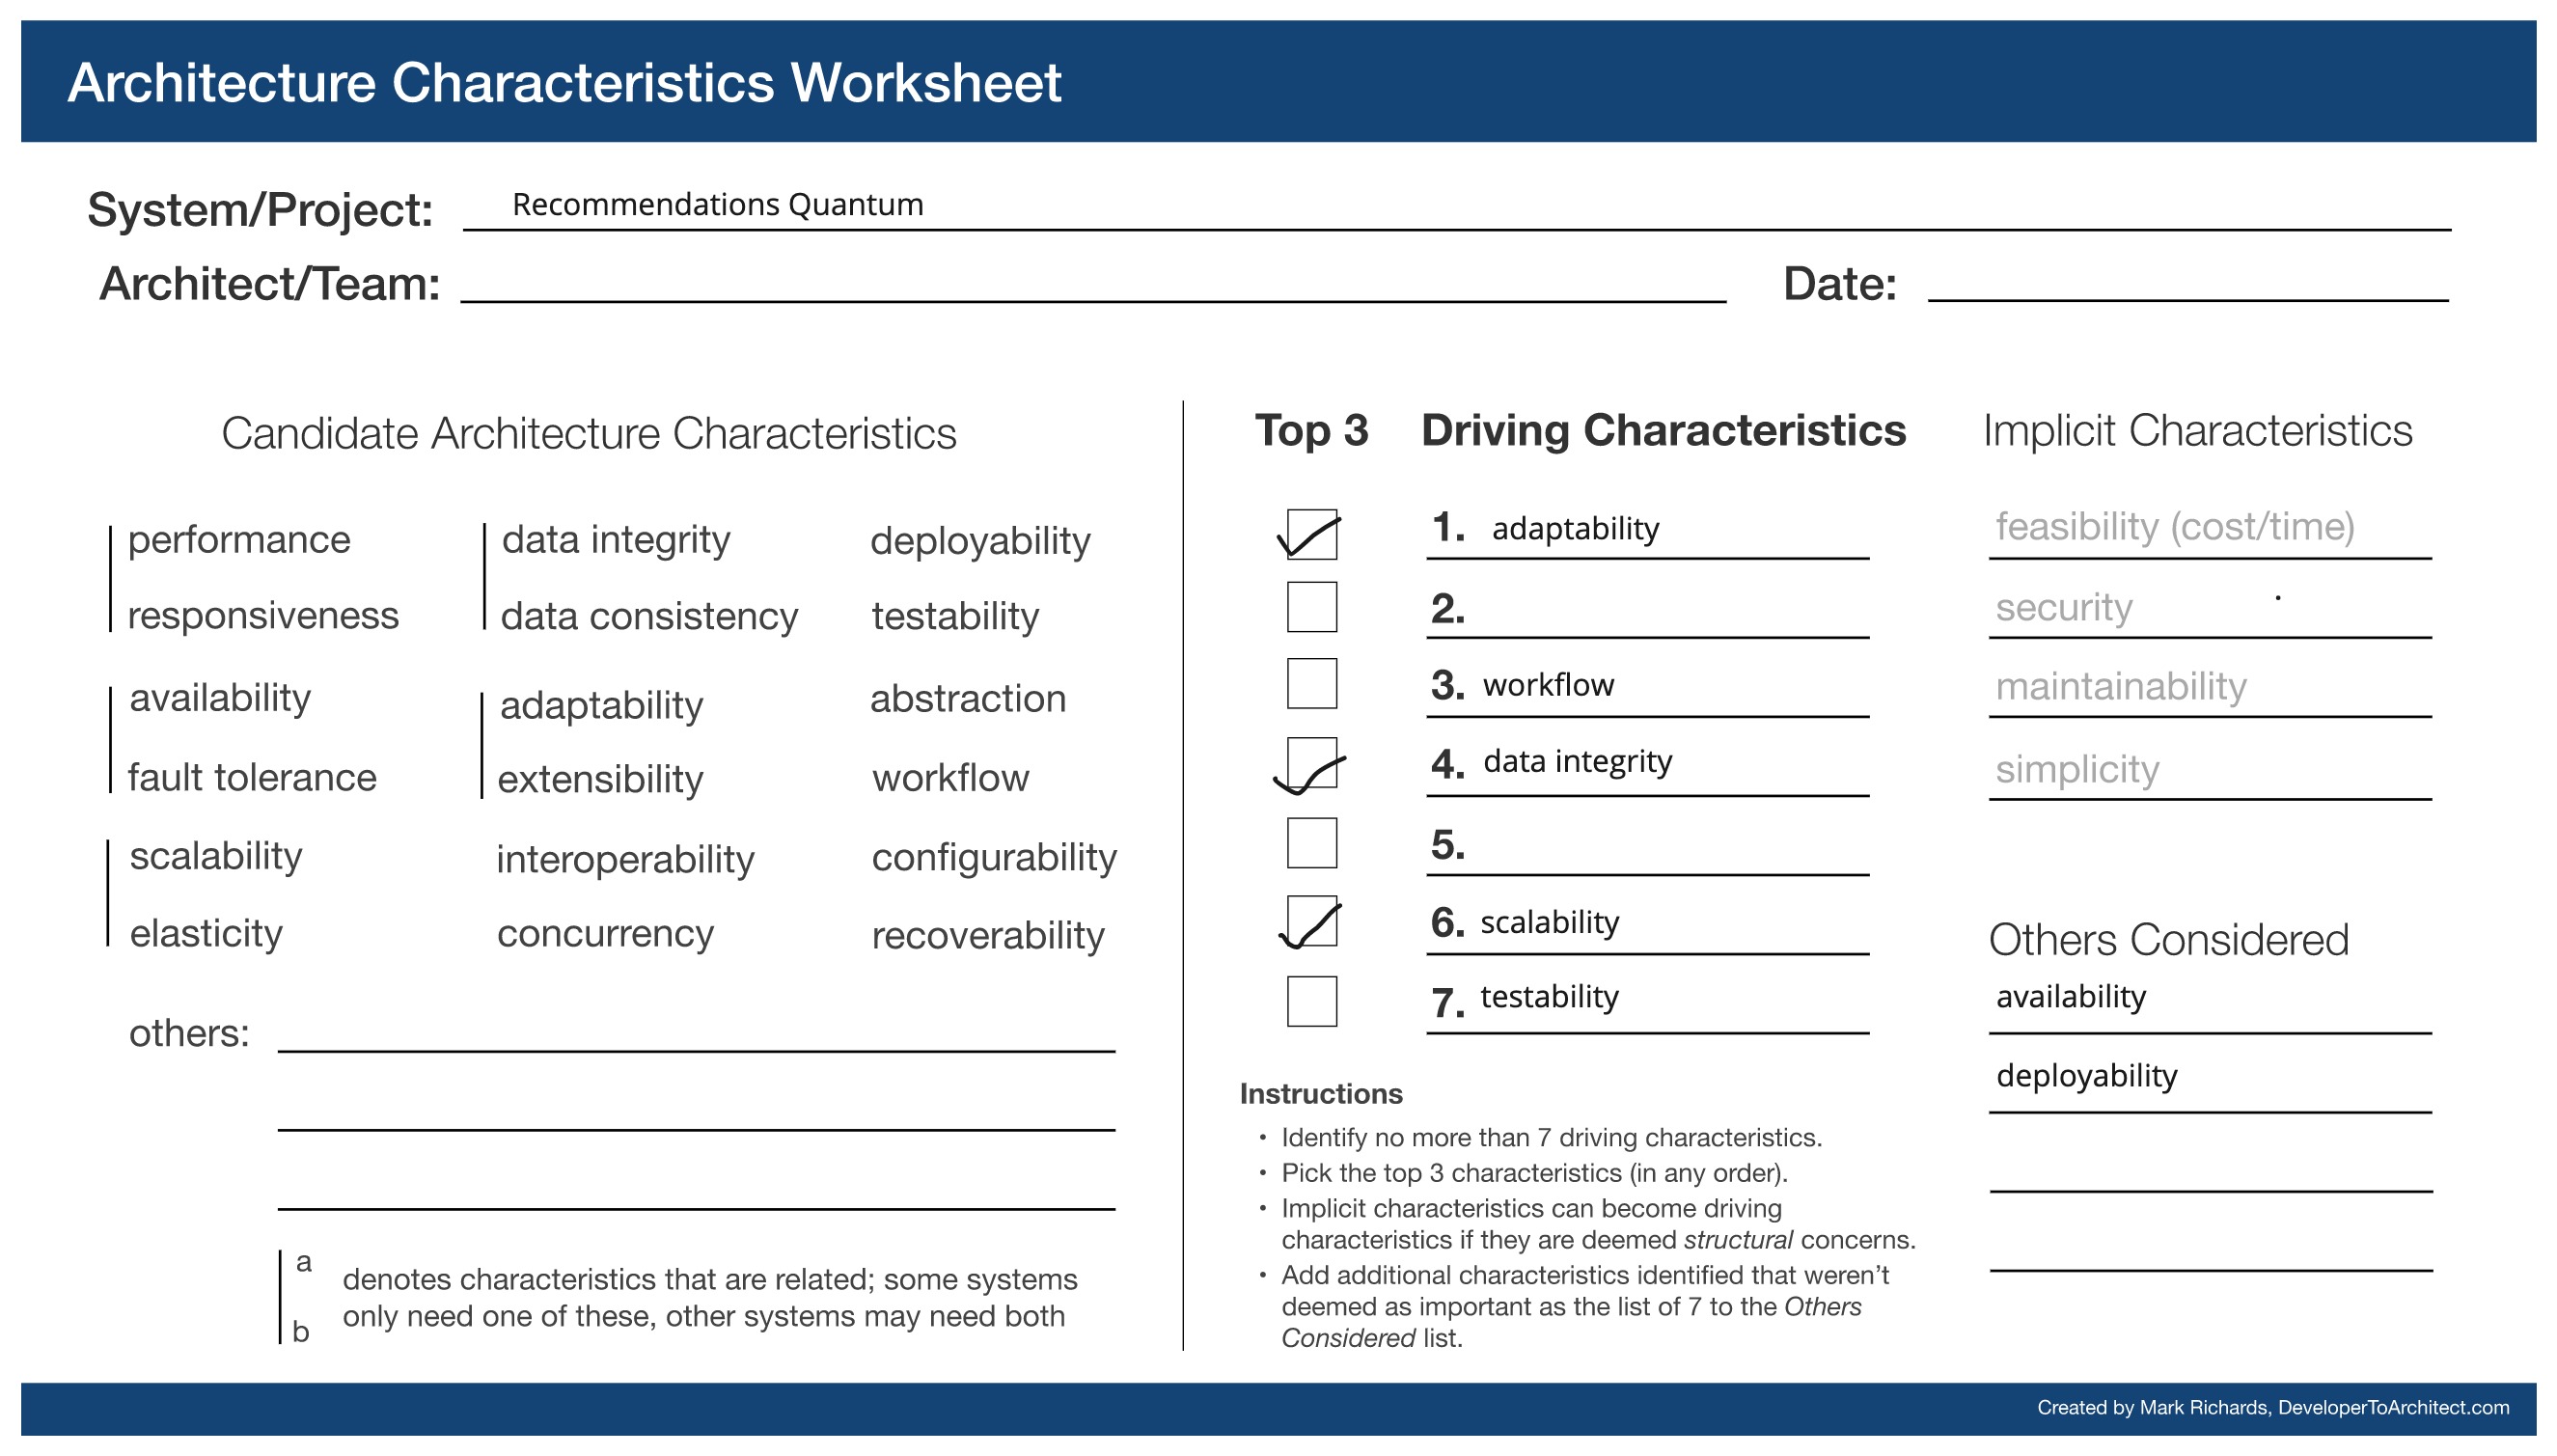 Architecture Characteristics Worksheet
System/Project: Recommendations Quantum
Architect/Team:
Date:
Candidate Architecture Characteristics
performance
responsiveness
availability
fault tolerance
scalability
elasticity
data integrity
data consistency
adaptability
extensibility
interoperability
concurrency
deployability
testability
abstraction
workflow
configurability
recoverability
others:
a
b
denotes characteristics that are related; some systems
only need one of these, other systems may need both
Top 3
Driving Characteristics
1. adaptability
2.
3. workflow
4. data integrity
5.
6. scalability
7. testability
Instructions
• Identify no more than 7 driving characteristics.
• Pick the top 3 characteristics (in any order).
• Implicit characteristics can become driving
characteristics if they are deemed structural concerns.
• Add additional characteristics identified that weren’t
deemed as important as the list of 7 to the Others
Considered list.
Implicit Characteristics
feasibility (cost/time)
security
maintainability
simplicity
Others Considered
availability
deployability
Created by Mark Richards, DeveloperToArchitect.com